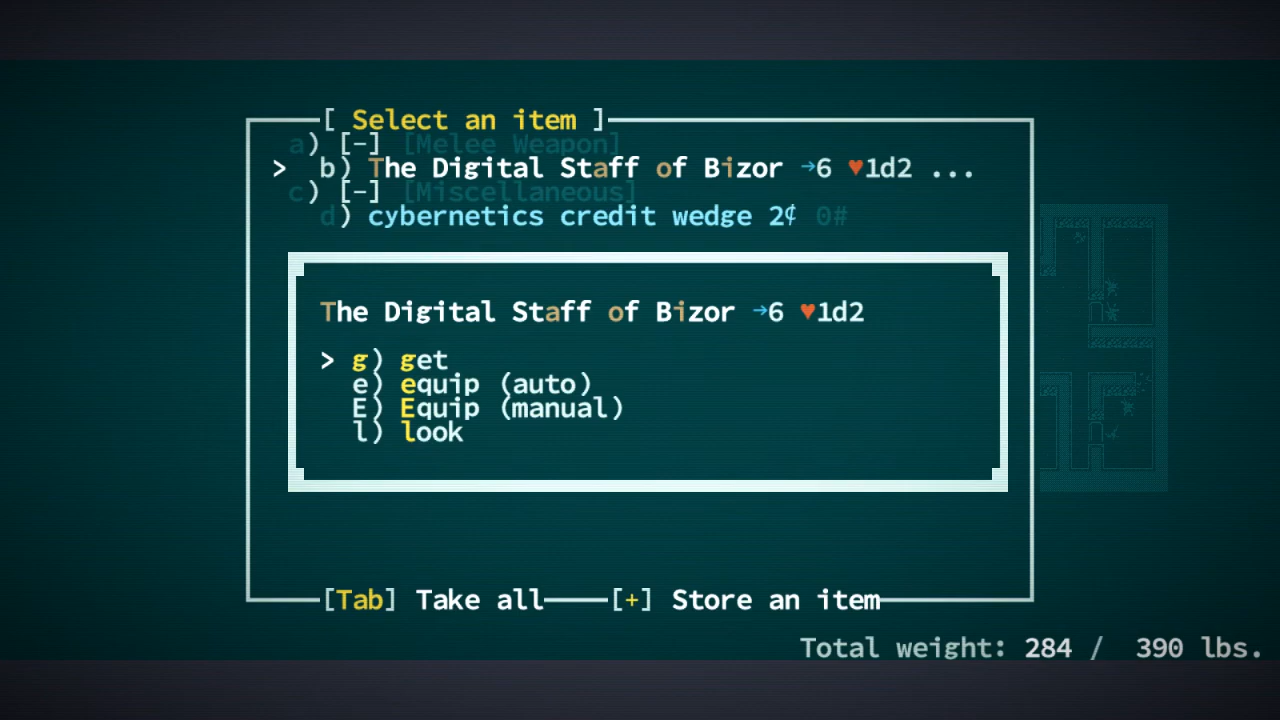 [ Select an item ]
a) [-] [Melee Weapon]
> b) The Digital Staff of Bizor →6 ♥1d2 ...
c) [-] [Miscellaneous]
d) cybernetics credit wedge 2¢ 0#
The Digital Staff of Bizor →6 ♥1d2
> g) get
e) equip (auto)
E) Equip (manual)
l) look
[Tab] Take all [+] Store an item
Total weight: 284 / 390 lbs.